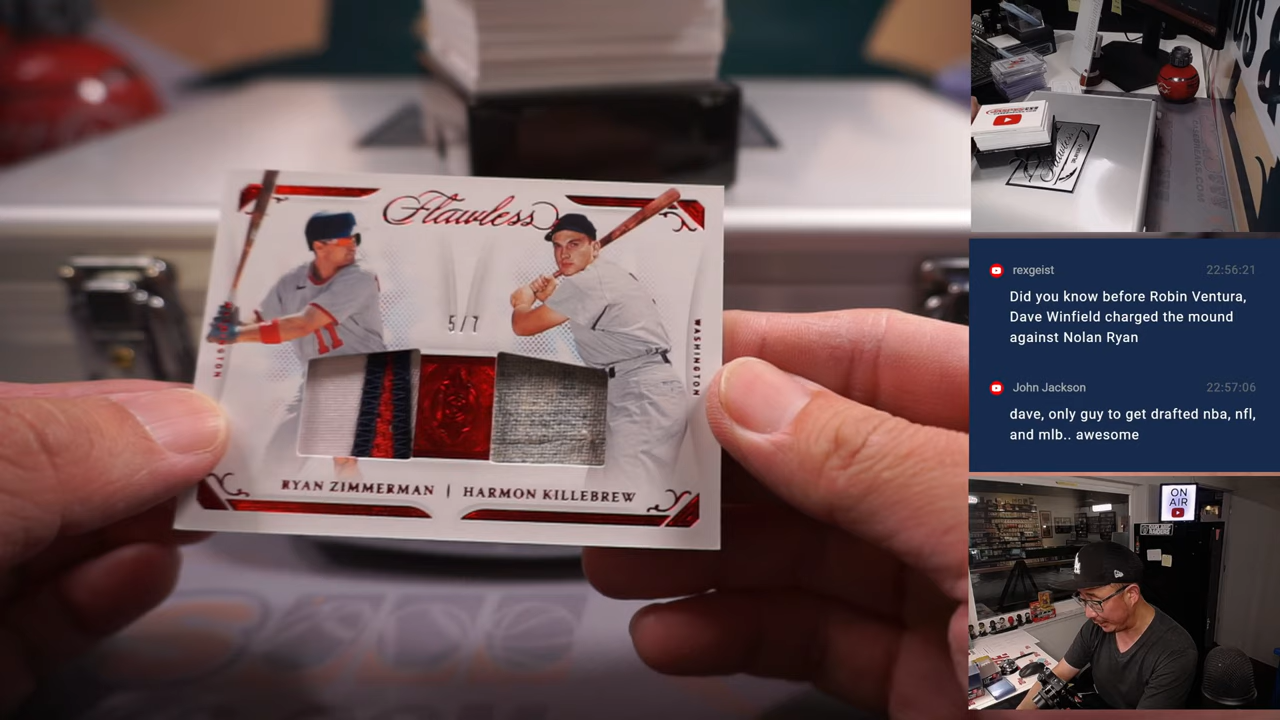 Flawless
5/7
WASHINGTON
11
RYAN ZIMMERMAN | HARMON KILLEBREW
rexgeist 22:56:21
Did you know before Robin Ventura,
Dave Winfield charged the mound
against Nolan Ryan
John Jackson 22:57:06
dave, only guy to get drafted nba, nfl,
and mlb.. awesome
ON
AIR
Flawless